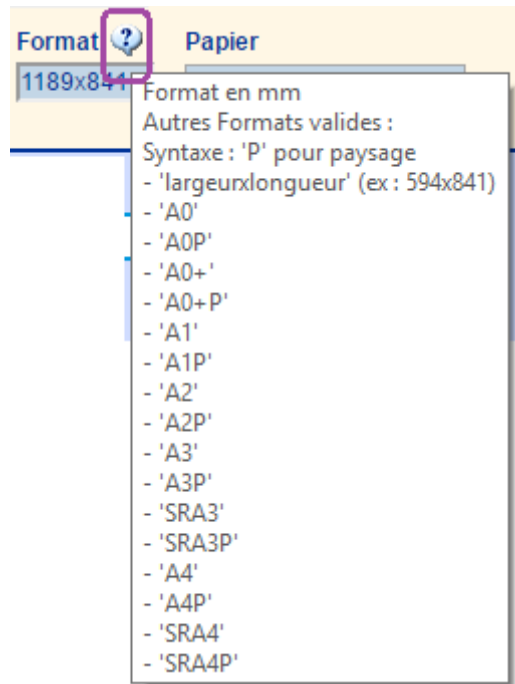 Format ? Papier
1189x841
Format en mm
Autres Formats valides :
Syntaxe : 'P' pour paysage
- 'largeurxlongueur' (ex : 594x841)
- 'A0'
- 'A0P'
- 'A0+'
- 'A0+P'
- 'A1'
- 'A1P'
- 'A2'
- 'A2P'
- 'A3'
- 'A3P'
- 'SRA3'
- 'SRA3P'
- 'A4'
- 'A4P'
- 'SRA4'
- 'SRA4P'